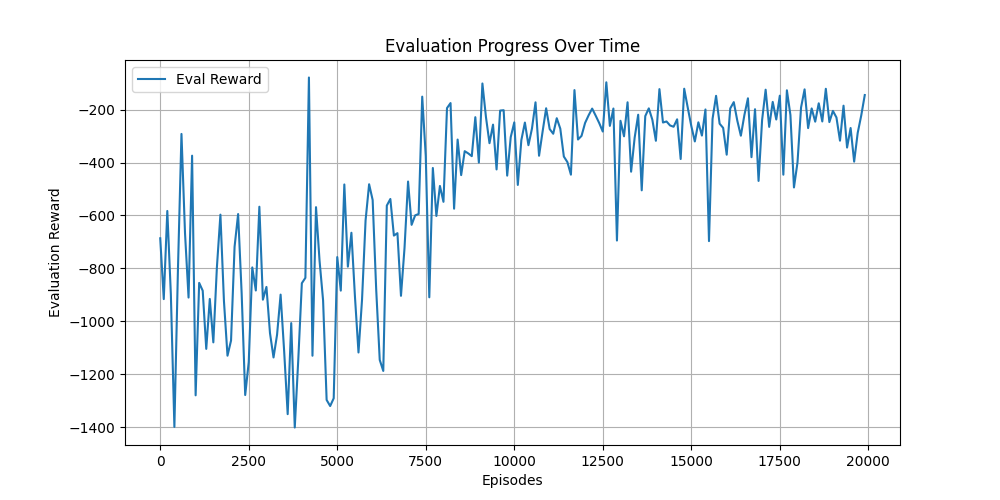 Evaluation Progress Over Time
Eval Reward
−200
−400
−600
−800
−1000
−1200
−1400
Evaluation Reward
0 2500 5000 7500 10000 12500 15000 17500 20000
Episodes